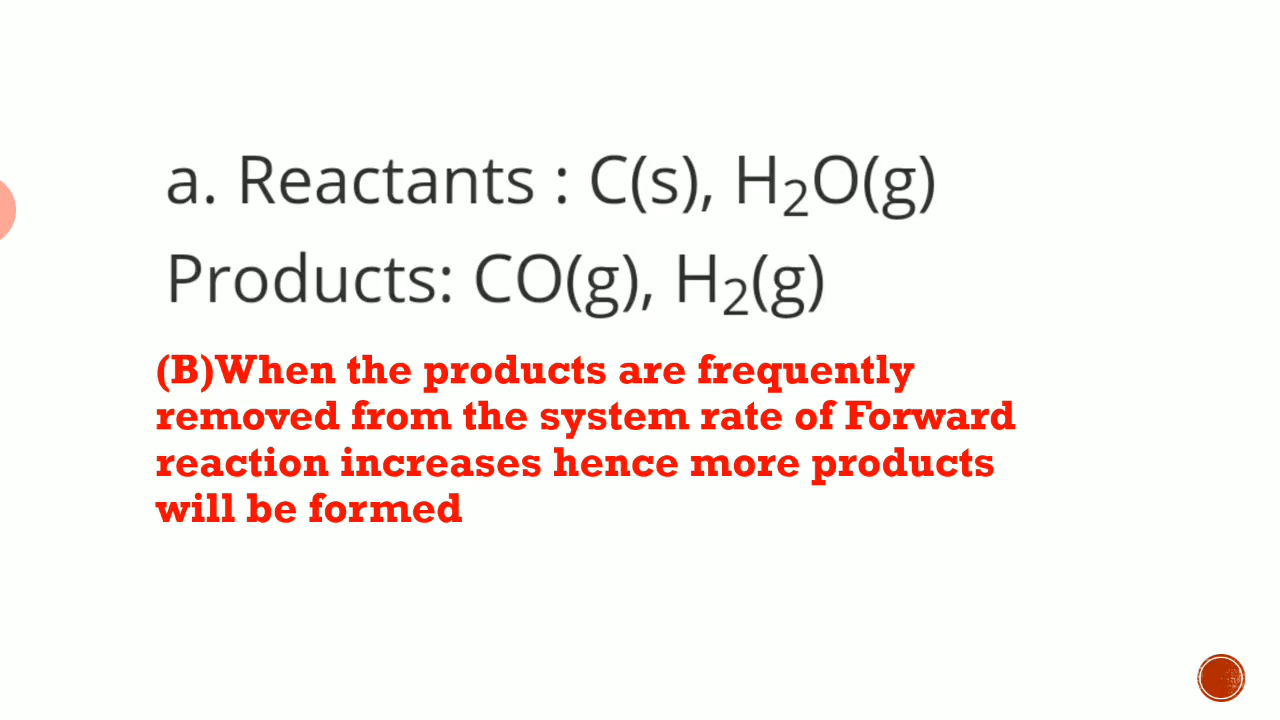 a. Reactants : C(s), H₂O(g)
Products: CO(g), H₂(g)
(B)When the products are frequently
removed from the system rate of Forward
reaction increases hence more products
will be formed